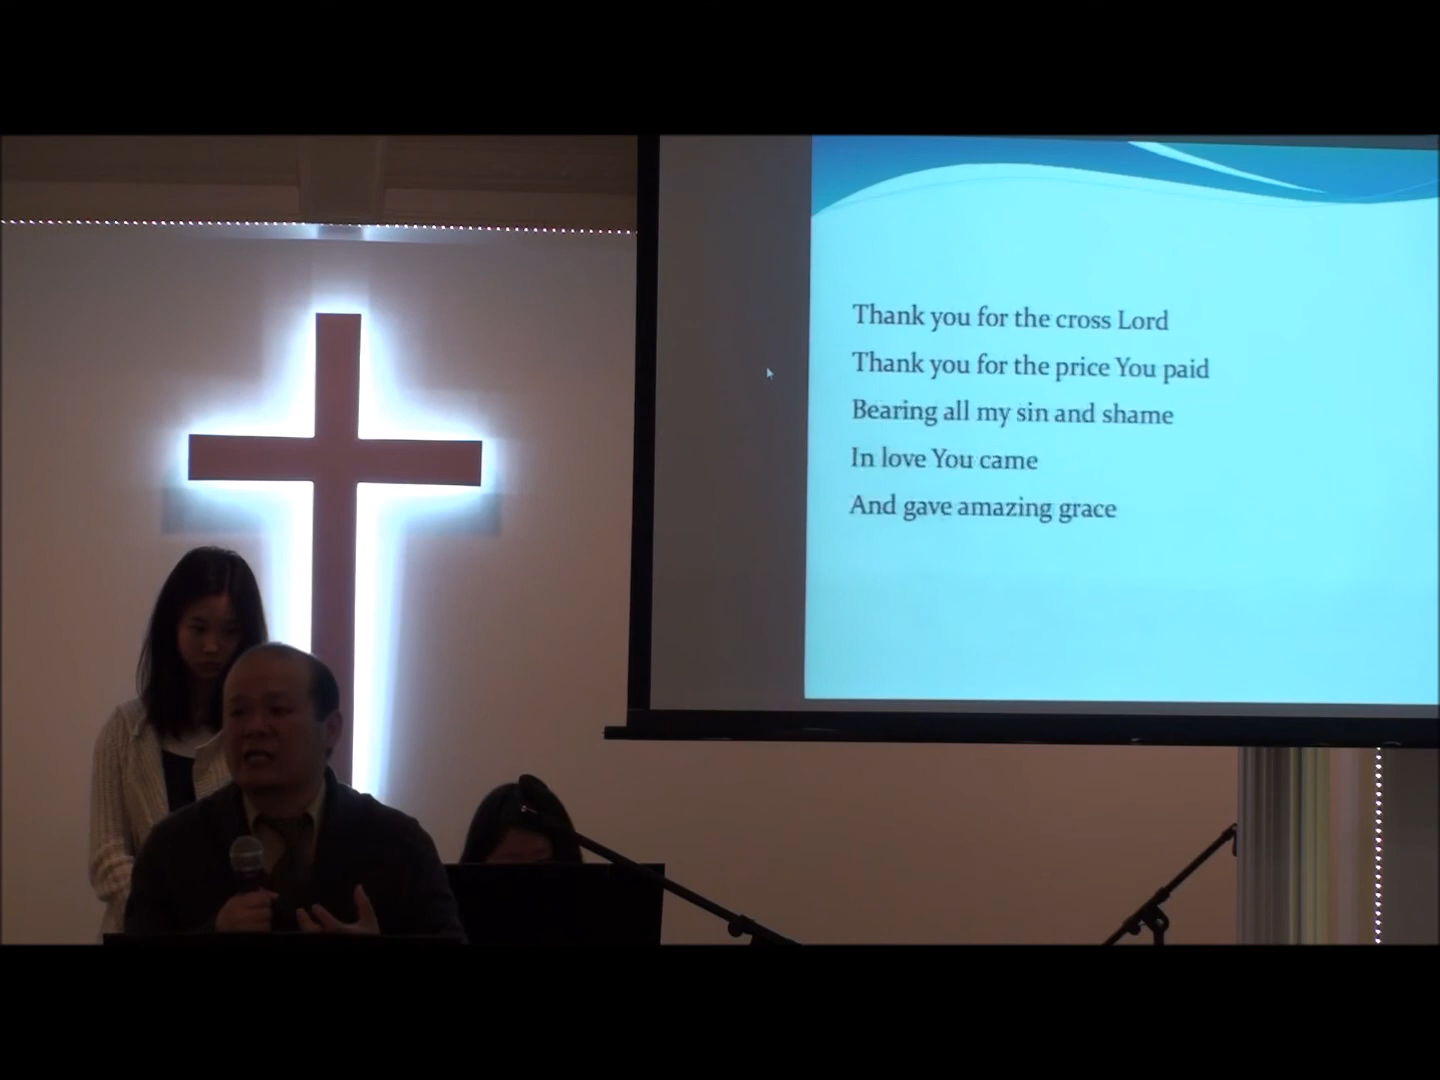 Thank you for the cross Lord
Thank you for the price You paid
Bearing all my sin and shame
In love You came
And gave amazing grace